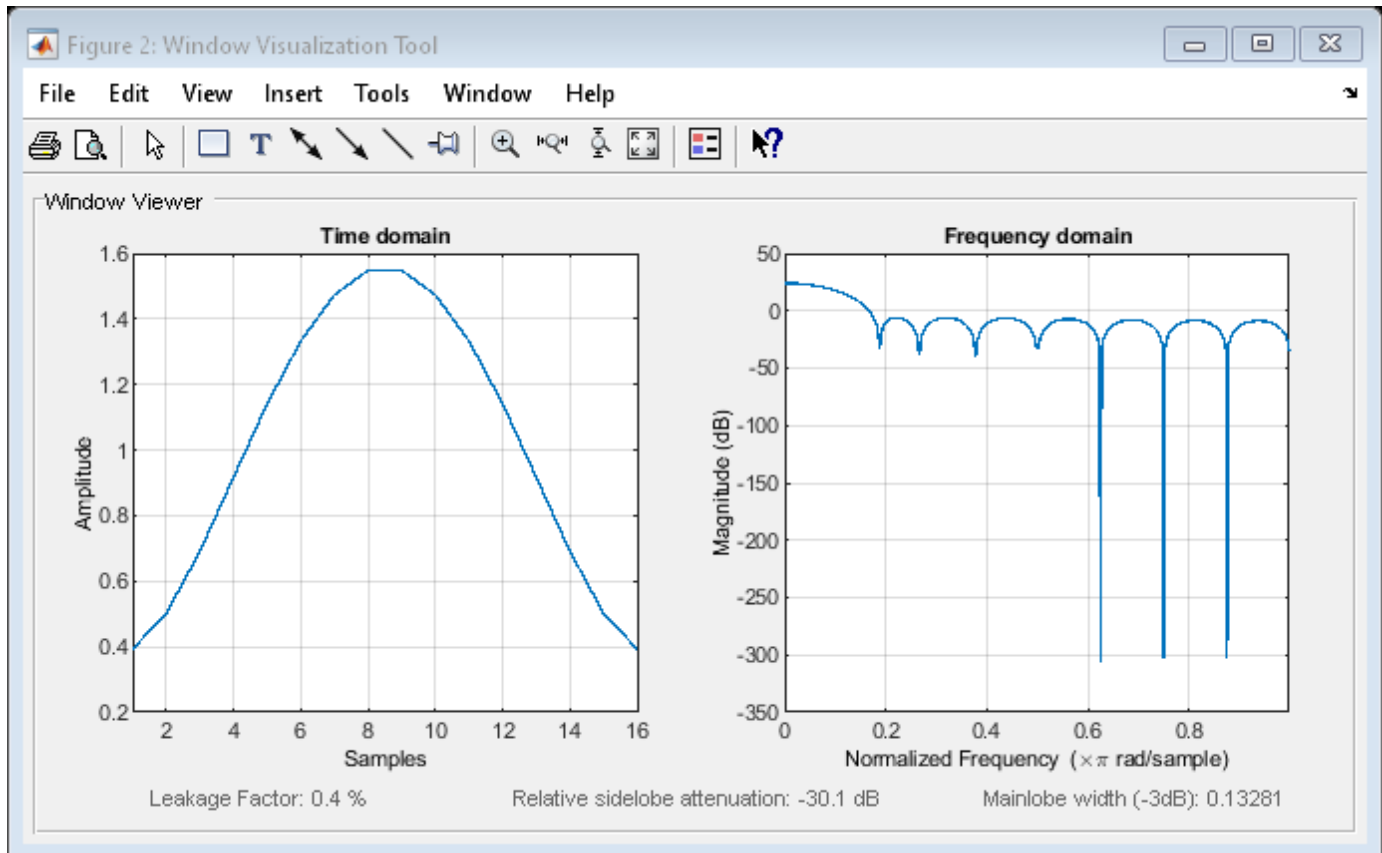 Figure 2: Window Visualization Tool
File Edit View Insert Tools Window Help
Window Viewer
Time domain
1.6
1.4
1.2
1
0.8
0.6
0.4
0.2
Amplitude
2 4 6 8 10 12 14 16
Samples
Frequency domain
50
0
-50
-100
-150
-200
-250
-300
-350
Magnitude (dB)
0 0.2 0.4 0.6 0.8
Normalized Frequency (×π rad/sample)
Leakage Factor: 0.4 % Relative sidelobe attenuation: -30.1 dB Mainlobe width (-3dB): 0.13281